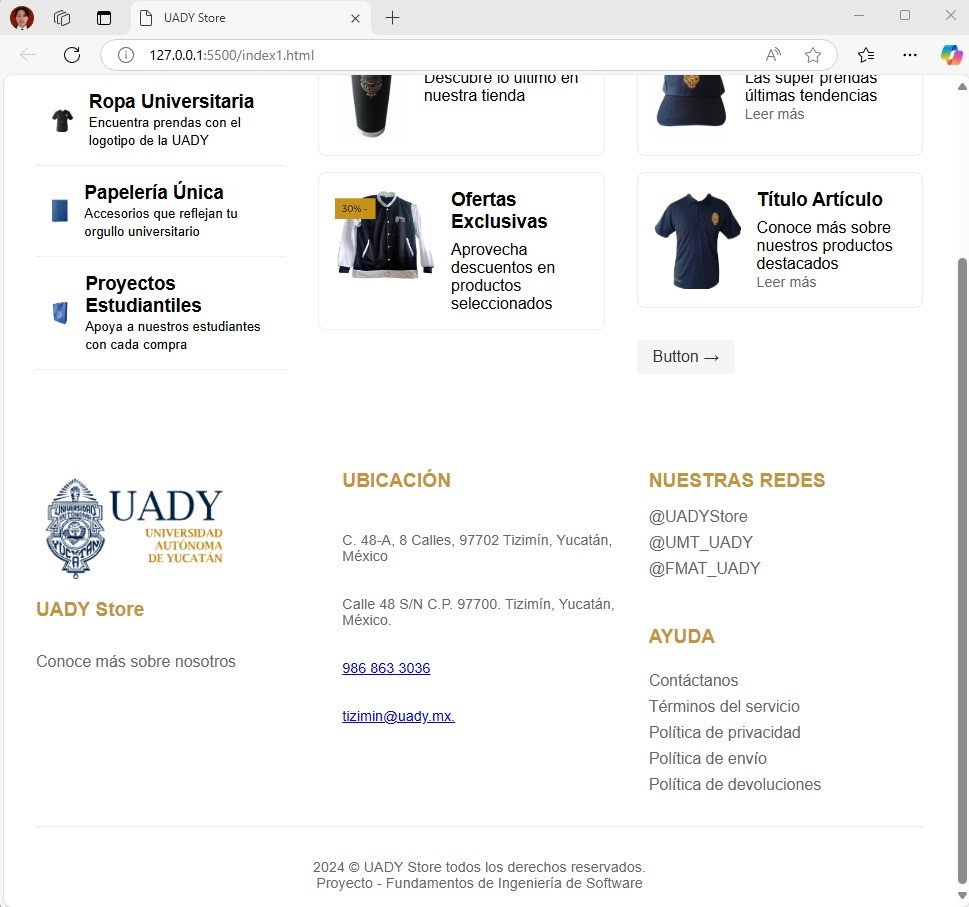 UADY Store
127.0.0.1:5500/index1.html
Ropa Universitaria
Encuentra prendas con el
logotipo de la UADY
Papelería Única
Accesorios que reflejan tu
orgullo universitario
Proyectos
Estudiantiles
Apoya a nuestros estudiantes
con cada compra
Descubre lo último en
nuestra tienda
Las super prendas
últimas tendencias
Leer más
30% -
Ofertas
Exclusivas
Aprovecha
descuentos en
productos
seleccionados
Título Artículo
Conoce más sobre
nuestros productos
destacados
Leer más
Button →
UNIVERSIDAD
AUTÓNOMA
YUCATÁN
UADY
UNIVERSIDAD
AUTÓNOMA
DE YUCATÁN
UADY Store
Conoce más sobre nosotros
UBICACIÓN
C. 48-A, 8 Calles, 97702 Tizimín, Yucatán,
México
Calle 48 S/N C.P. 97700. Tizimín, Yucatán,
México.
986 863 3036
tizimin@uady.mx.
NUESTRAS REDES
@UADYStore
@UMT_UADY
@FMAT_UADY
AYUDA
Contáctanos
Términos del servicio
Política de privacidad
Política de envío
Política de devoluciones
2024 © UADY Store todos los derechos reservados.
Proyecto - Fundamentos de Ingeniería de Software